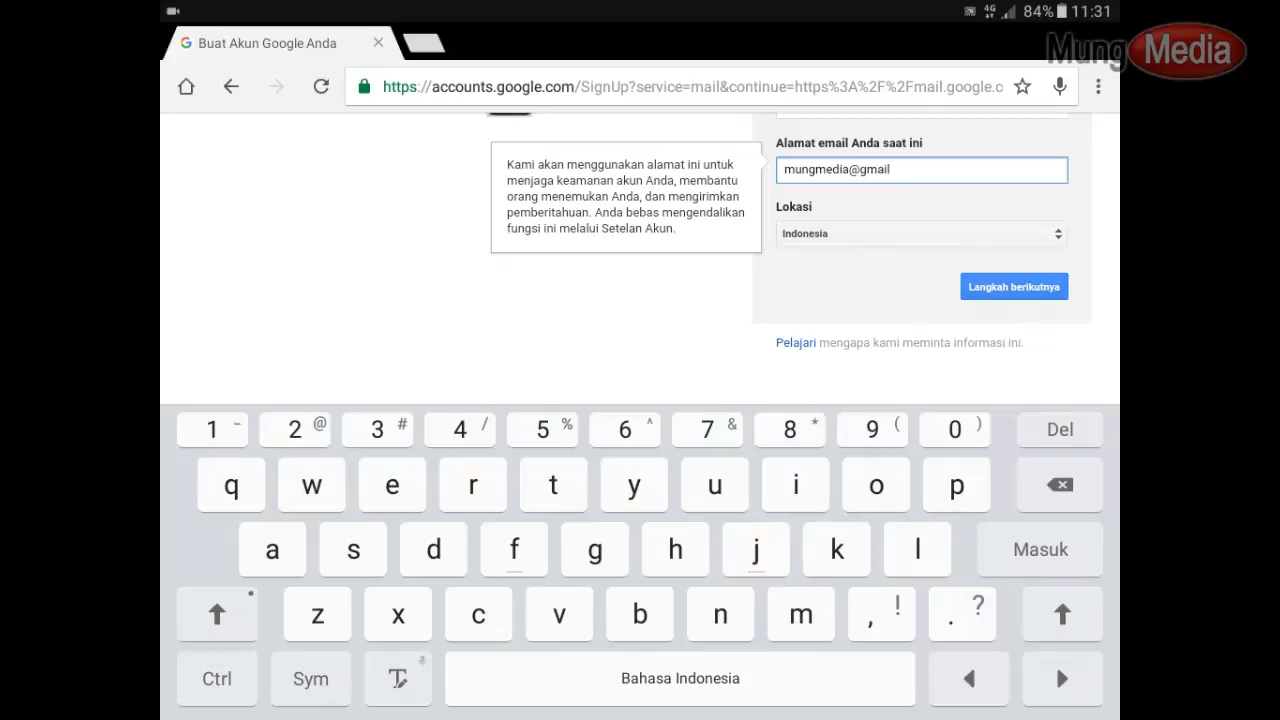 4G 84% 11:31
Buat Akun Google Anda
Mung Media
https://accounts.google.com/SignUp?service=mail&continue=https%3A%2F%2Fmail.google.c
Alamat email Anda saat ini
Kami akan menggunakan alamat ini untuk
menjaga keamanan akun Anda, membantu
orang menemukan Anda, dan mengirimkan
pemberitahuan. Anda bebas mengendalikan
fungsi ini melalui Setelan Akun.
mungmedia@gmail
Lokasi
Indonesia
Langkah berikutnya
Pelajari mengapa kami meminta informasi ini.
1 - 2 @ 3 # 4 / 5 % 6 ^ 7 & 8 * 9 ( 0 ) Del
q w e r t y u i o p
a s d f g h j k l Masuk
z x c v b n m , ! . ?
Ctrl Sym T Bahasa Indonesia